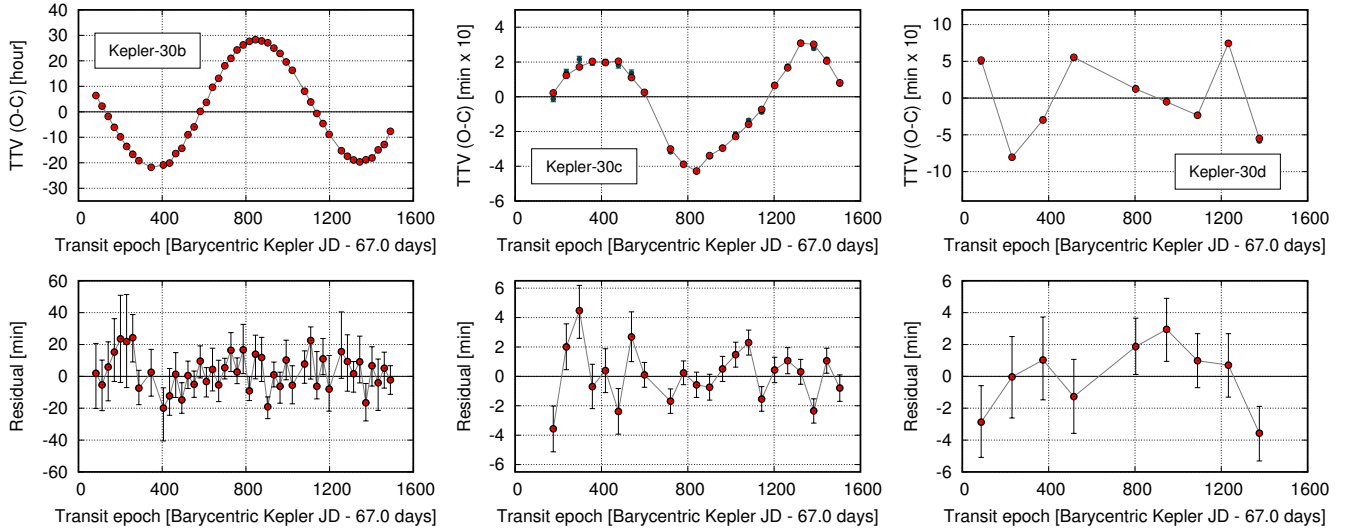 TTV (O-C) [hour]
40
30
20
10
0
-10
-20
-30
Kepler-30b
0 400 800 1200 1600
Transit epoch [Barycentric Kepler JD - 67.0 days]
TTV (O-C) [min x 10]
6
4
2
0
-2
-4
-6
Kepler-30c
0 400 800 1200 1600
Transit epoch [Barycentric Kepler JD - 67.0 days]
TTV (O-C) [min x 10]
10
5
0
-5
-10
Kepler-30d
0 400 800 1200 1600
Transit epoch [Barycentric Kepler JD - 67.0 days]
Residual [min]
60
40
20
0
-20
-40
-60
0 400 800 1200 1600
Transit epoch [Barycentric Kepler JD - 67.0 days]
Residual [min]
6
4
2
0
-2
-4
-6
0 400 800 1200 1600
Transit epoch [Barycentric Kepler JD - 67.0 days]
Residual [min]
6
4
2
0
-2
-4
-6
0 400 800 1200 1600
Transit epoch [Barycentric Kepler JD - 67.0 days]